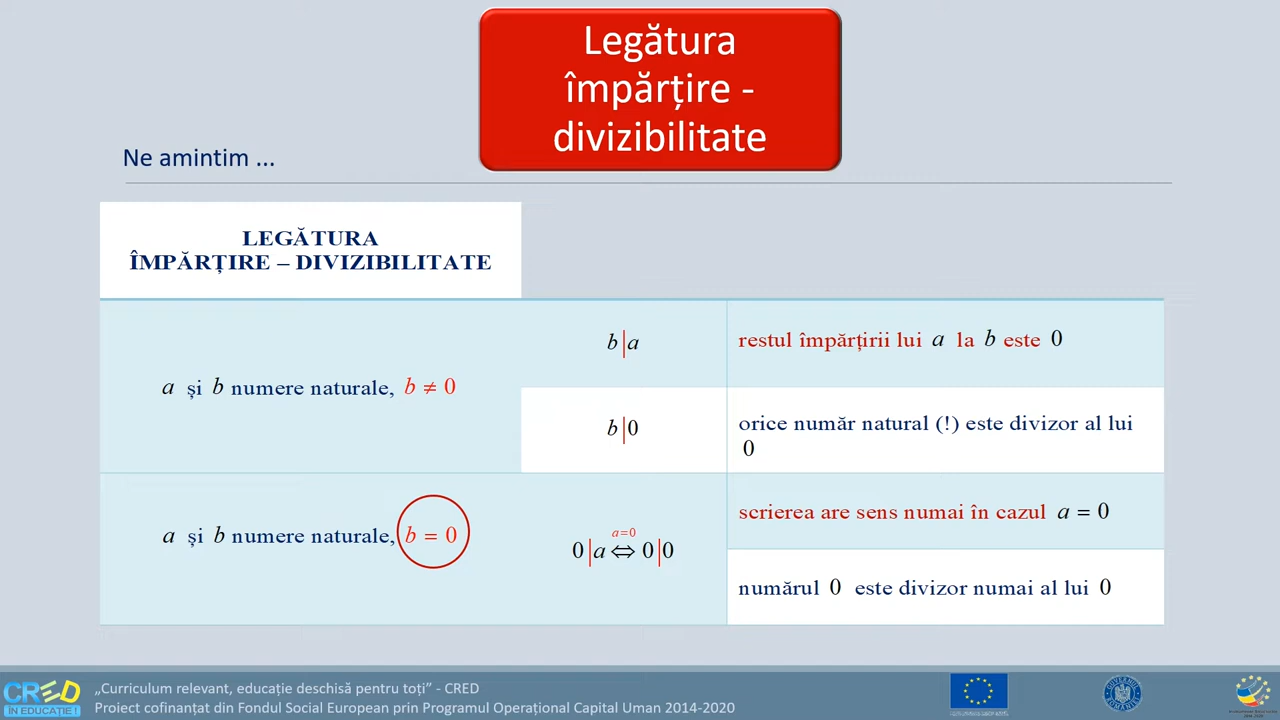 Legătura
împărțire -
divizibilitate
Ne amintim ...
LEGĂTURA
ÎMPĂRȚIRE – DIVIZIBILITATE
a și b numere naturale, b ≠ 0
b|a
restul împărțirii lui a la b este 0
b|0
orice număr natural (!) este divizor al lui
0
a și b numere naturale, b = 0
a=0
0|a ⇔ 0|0
scrierea are sens numai în cazul a = 0
numărul 0 este divizor numai al lui 0
CRED
ÎN EDUCAȚIE !
„Curriculum relevant, educație deschisă pentru toți” - CRED
Proiect cofinanțat din Fondul Social European prin Programul Operațional Capital Uman 2014-2020